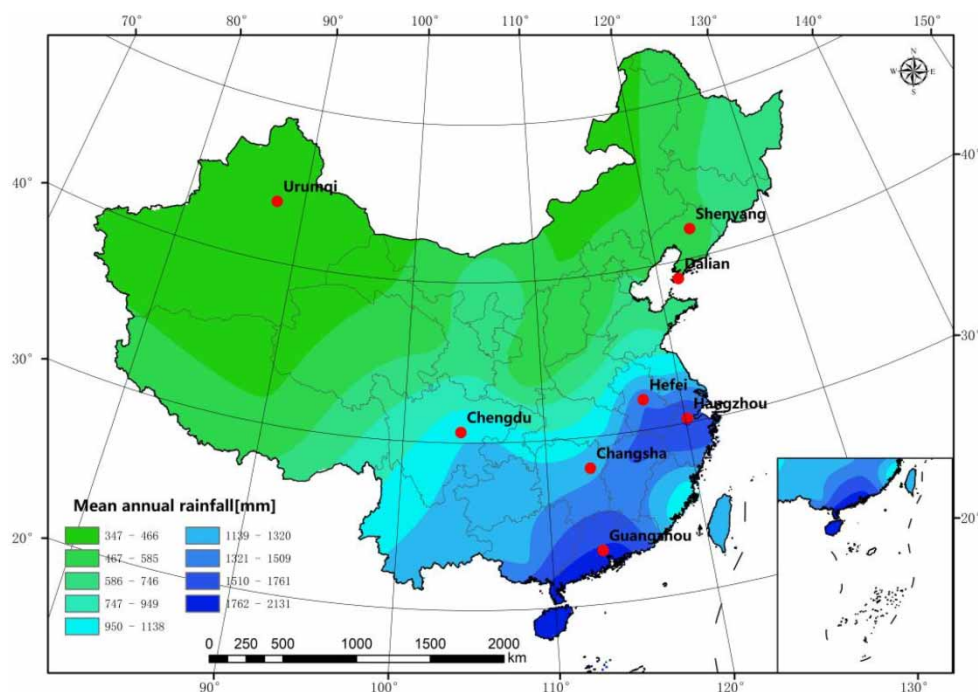 70° 80° 90° 100° 110° 120° 130° 140° 150°
N
W E
S
40° 40°
Urumqi
Shenyang
Dalian
30° 30°
Hefei
Hangzhou
Chengdu
Changsha
Mean annual rainfall[mm]
347 - 466 1139 - 1320
467 - 585 1321 - 1509
586 - 746 1510 - 1761
747 - 949 1762 - 2131
950 - 1138
Guangzhou
20° 20°
0 250 500 1000 1500 2000
km
90° 100° 110° 120° 130°